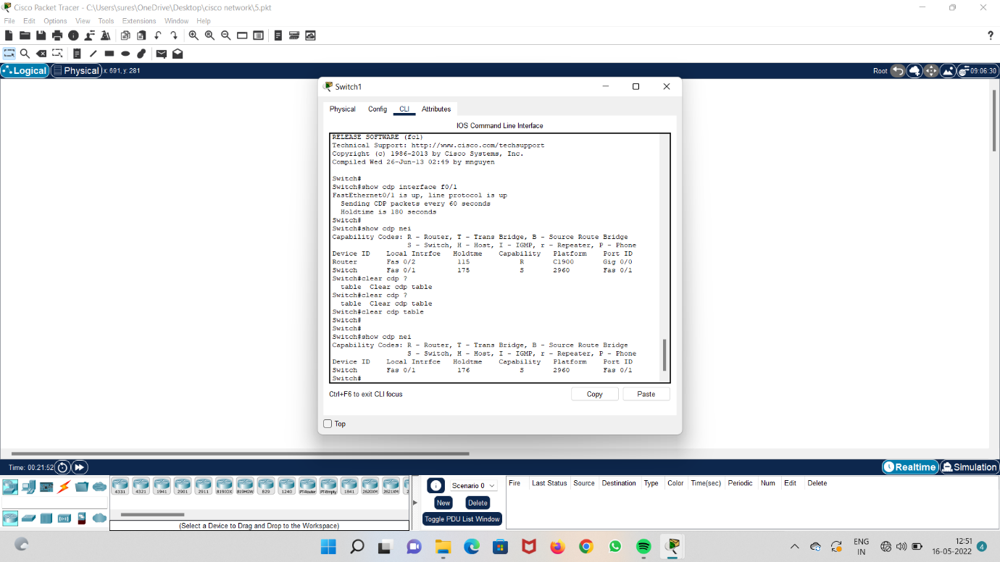 Cisco Packet Tracer - C:\Users\sures\OneDrive\Desktop\cisco network\5.pkt
File Edit Options View Tools Extensions Window Help
?
Logical Physical x: 691, y: 281 Root 09:06:30
Switch1
Physical Config CLI Attributes
IOS Command Line Interface
RELEASE SOFTWARE (fc1)
Technical Support: http://www.cisco.com/techsupport
Copyright (c) 1986-2013 by Cisco Systems, Inc.
Compiled Wed 26-Jun-13 02:49 by mnguyen
Switch#
Switch#show cdp interface f0/1
FastEthernet0/1 is up, line protocol is up
Sending CDP packets every 60 seconds
Holdtime is 180 seconds
Switch#
Switch#show cdp nei
Capability Codes: R - Router, T - Trans Bridge, B - Source Route Bridge
S - Switch, H - Host, I - IGMP, r - Repeater, P - Phone
Device ID Local Intrfce Holdtme Capability Platform Port ID
Router Fas 0/2 115 R C1900 Gig 0/0
Switch Fas 0/1 175 S 2960 Fas 0/1
Switch#clear cdp ?
table Clear cdp table
Switch#clear cdp ?
table Clear cdp table
Switch#clear cdp table
Switch#
Switch#
Switch#show cdp nei
Capability Codes: R - Router, T - Trans Bridge, B - Source Route Bridge
S - Switch, H - Host, I - IGMP, r - Repeater, P - Phone
Device ID Local Intrfce Holdtme Capability Platform Port ID
Switch Fas 0/1 176 S 2960 Fas 0/1
Switch#
Ctrl+F6 to exit CLI focus Copy Paste
Top
Time: 00:21:52 Realtime Simulation
4331 4321 1941 2901 2911 819IOX 819HGW 829 1240 PT-Router PT-Empty 1841 2620XM 2621XM 2
(Select a Device to Drag and Drop to the Workspace)
Scenario 0
New Delete
Toggle PDU List Window
Fire Last Status Source Destination Type Color Time(sec) Periodic Num Edit Delete
ENG
IN
12:51
16-05-2022
4